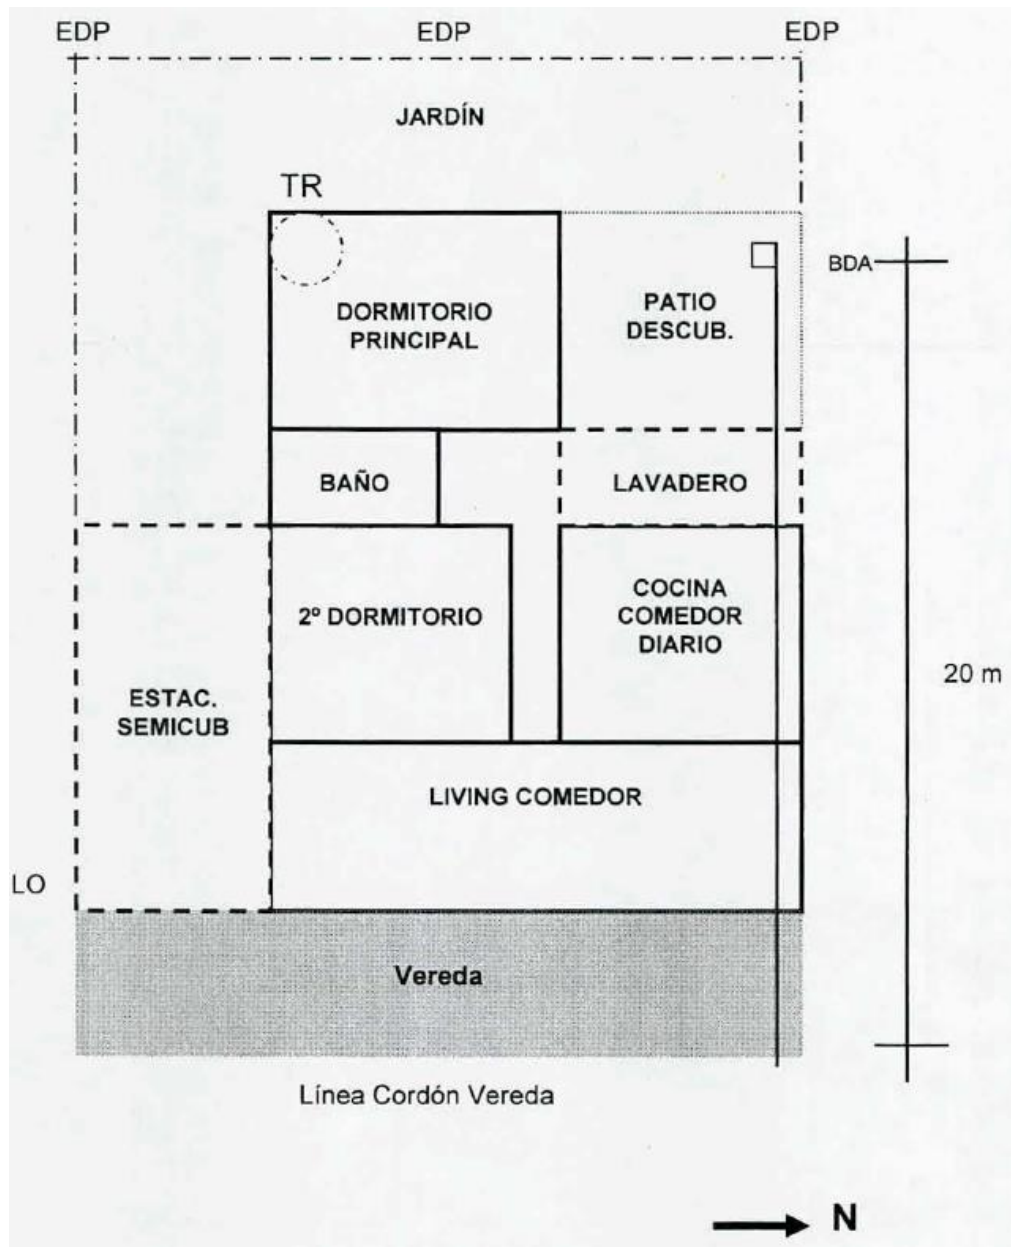 EDP EDP EDP
JARDÍN
TR
BDA
DORMITORIO
PRINCIPAL
PATIO
DESCUB.
BAÑO
LAVADERO
2º DORMITORIO
COCINA
COMEDOR
DIARIO
20 m
ESTAC.
SEMICUB
LIVING COMEDOR
LO
Vereda
Línea Cordón Vereda
N